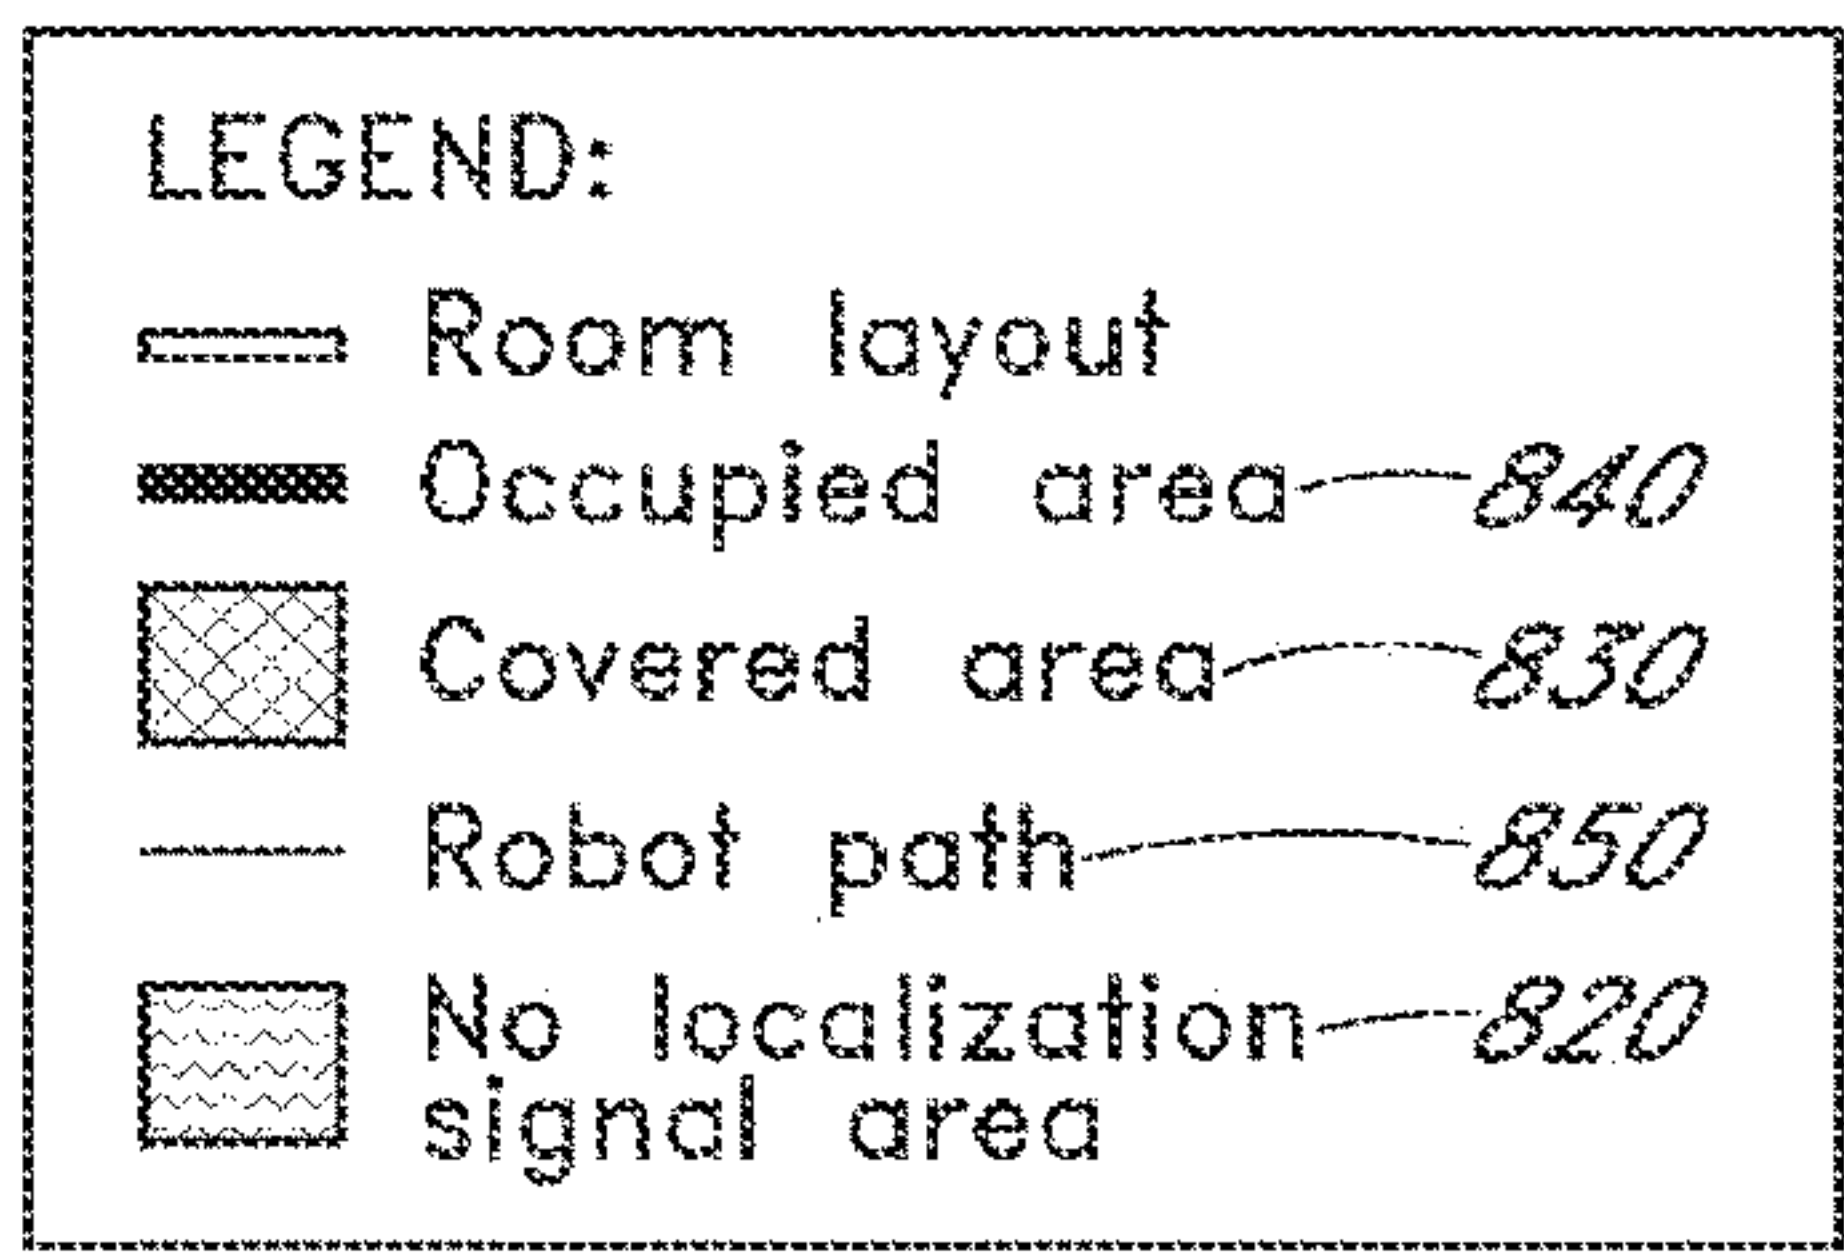 LEGEND:
Room layout
Occupied area 840
Covered area 830
Robot path 850
No localization 820
signal area